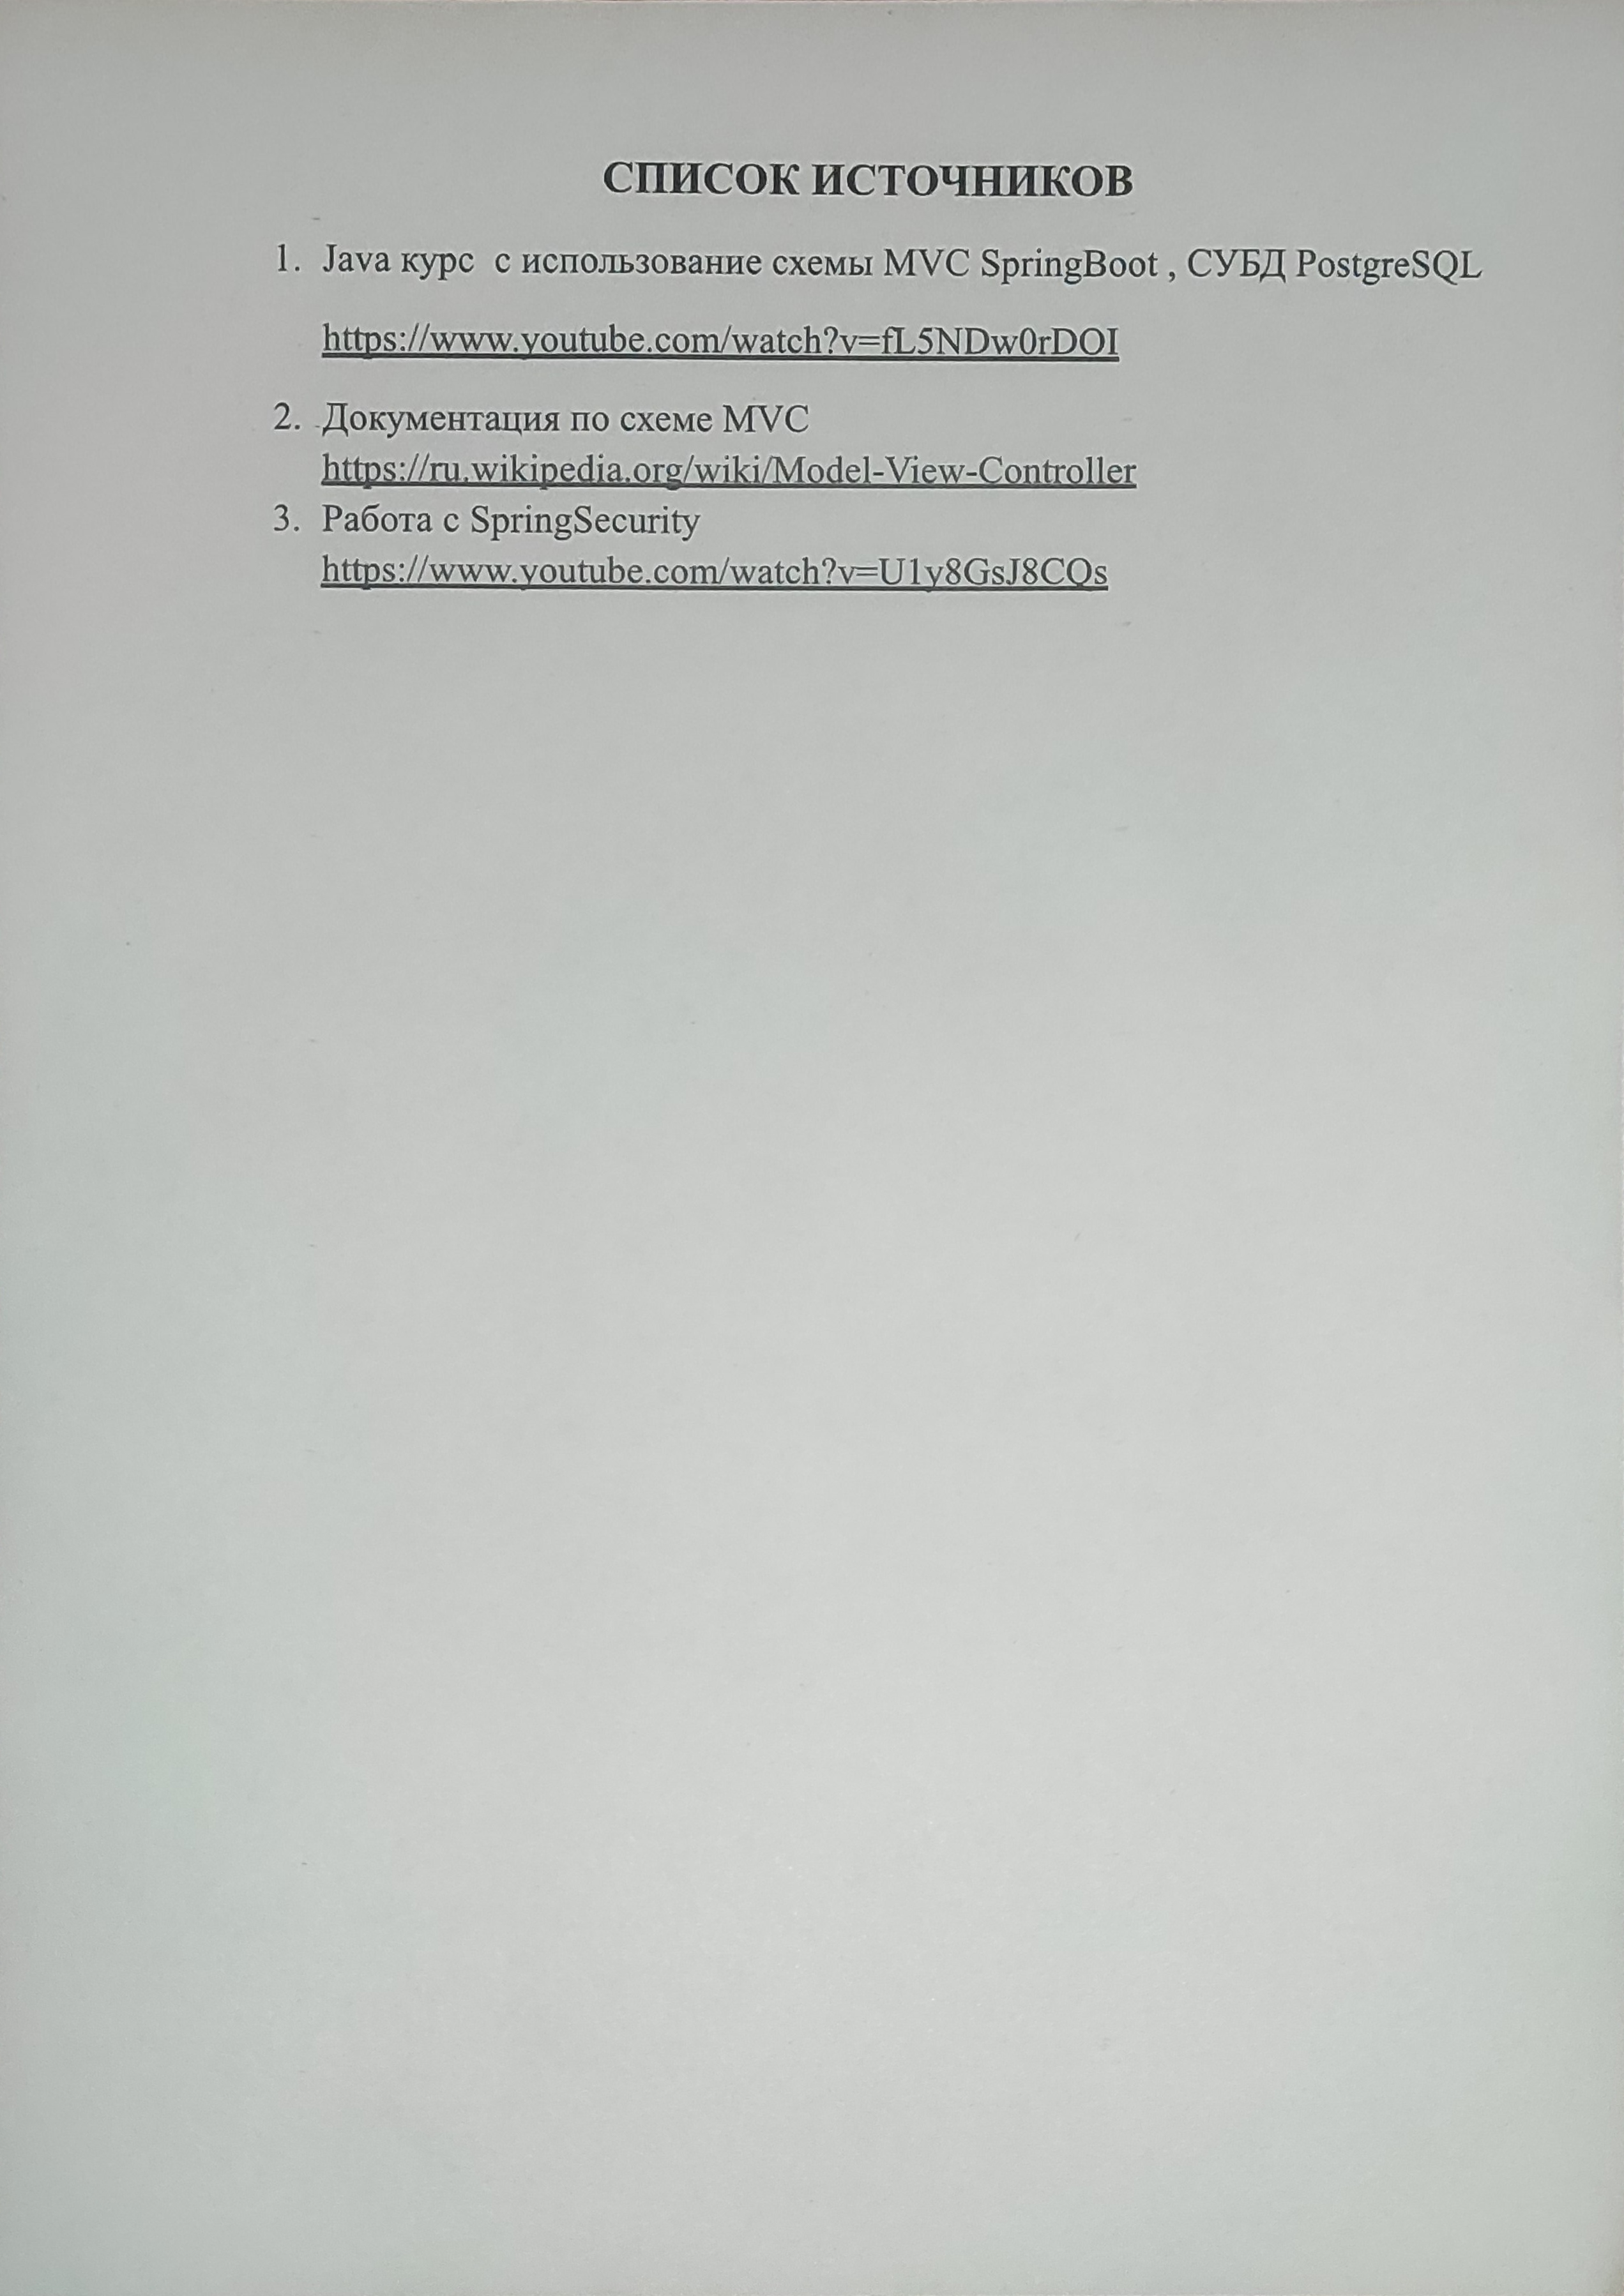 СПИСОК ИСТОЧНИКОВ
1. Java курс  с использование схемы MVC SpringBoot , СУБД PostgreSQL
https://www.youtube.com/watch?v=fL5NDw0rDOI
2. Документация по схеме MVC
https://ru.wikipedia.org/wiki/Model-View-Controller
3. Работа с SpringSecurity
https://www.youtube.com/watch?v=U1y8GsJ8CQs